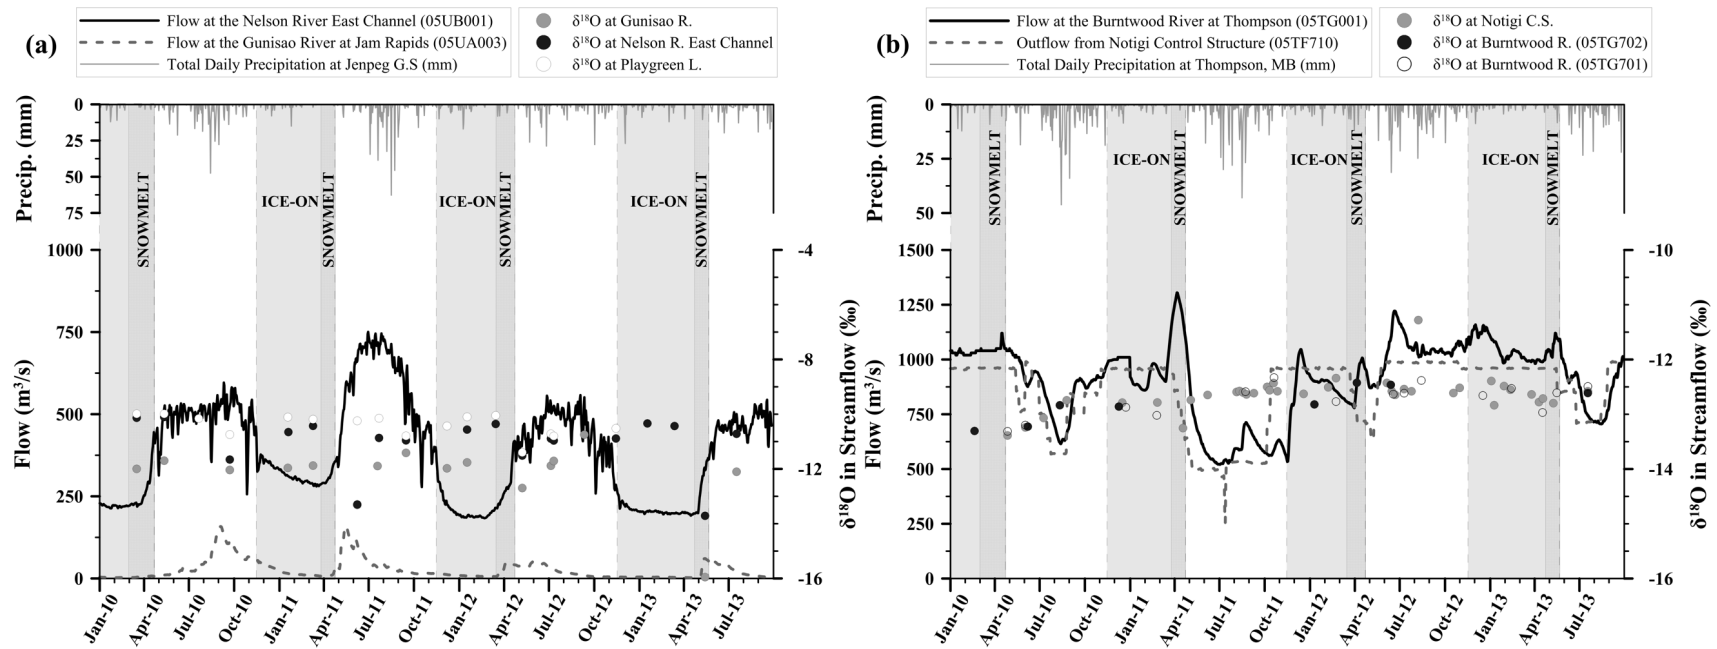 (a)
Flow at the Nelson River East Channel (05UB001)
Flow at the Gunisao River at Jam Rapids (05UA003)
Total Daily Precipitation at Jenpeg G.S (mm)
δ¹⁸O at Gunisao R.
δ¹⁸O at Nelson R. East Channel
δ¹⁸O at Playgreen L.
Precip. (mm)
0
25
50
75
SNOWMELT
ICE-ON
SNOWMELT
ICE-ON
SNOWMELT
ICE-ON
SNOWMELT
Flow (m³/s)
1000
750
500
250
0
-4
-8
-12
-16
δ¹⁸O in Streamflow (‰)
Jan-10
Apr-10
Jul-10
Oct-10
Jan-11
Apr-11
Jul-11
Oct-11
Jan-12
Apr-12
Jul-12
Oct-12
Jan-13
Apr-13
Jul-13
(b)
Flow at the Burntwood River at Thompson (05TG001)
Outflow from Notigi Control Structure (05TF710)
Total Daily Precipitation at Thompson, MB (mm)
δ¹⁸O at Notigi C.S.
δ¹⁸O at Burntwood R. (05TG702)
δ¹⁸O at Burntwood R. (05TG701)
Precip. (mm)
0
25
50
SNOWMELT
ICE-ON
SNOWMELT
ICE-ON
SNOWMELT
ICE-ON
SNOWMELT
Flow (m³/s)
1500
1250
1000
750
500
250
0
-10
-12
-14
-16
δ¹⁸O in Streamflow (‰)
Jan-10
Apr-10
Jul-10
Oct-10
Jan-11
Apr-11
Jul-11
Oct-11
Jan-12
Apr-12
Jul-12
Oct-12
Jan-13
Apr-13
Jul-13